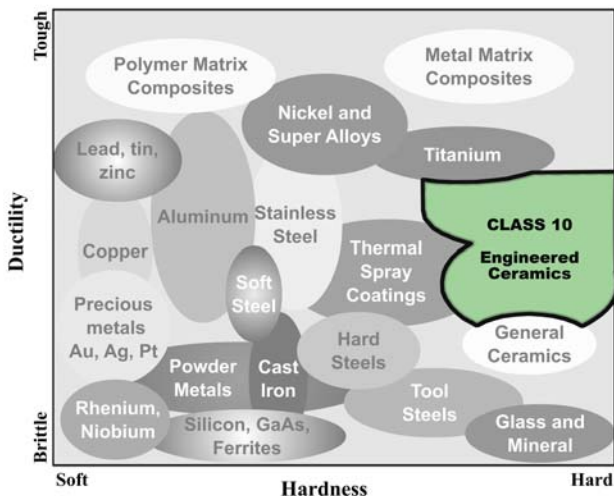 Tough
Polymer Matrix
Composites
Metal Matrix
Composites
Nickel and
Super Alloys
Lead, tin,
zinc
Titanium
Aluminum
Stainless
Steel
CLASS 10
Engineered
Ceramics
Copper
Thermal
Spray
Coatings
Soft
Steel
Precious
metals
Au, Ag, Pt
Hard
Steels
General
Ceramics
Powder
Metals
Cast
Iron
Tool
Steels
Rhenium,
Niobium
Silicon, GaAs,
Ferrites
Glass
and Mineral
Ductility
Brittle
Soft
Hardness
Hard